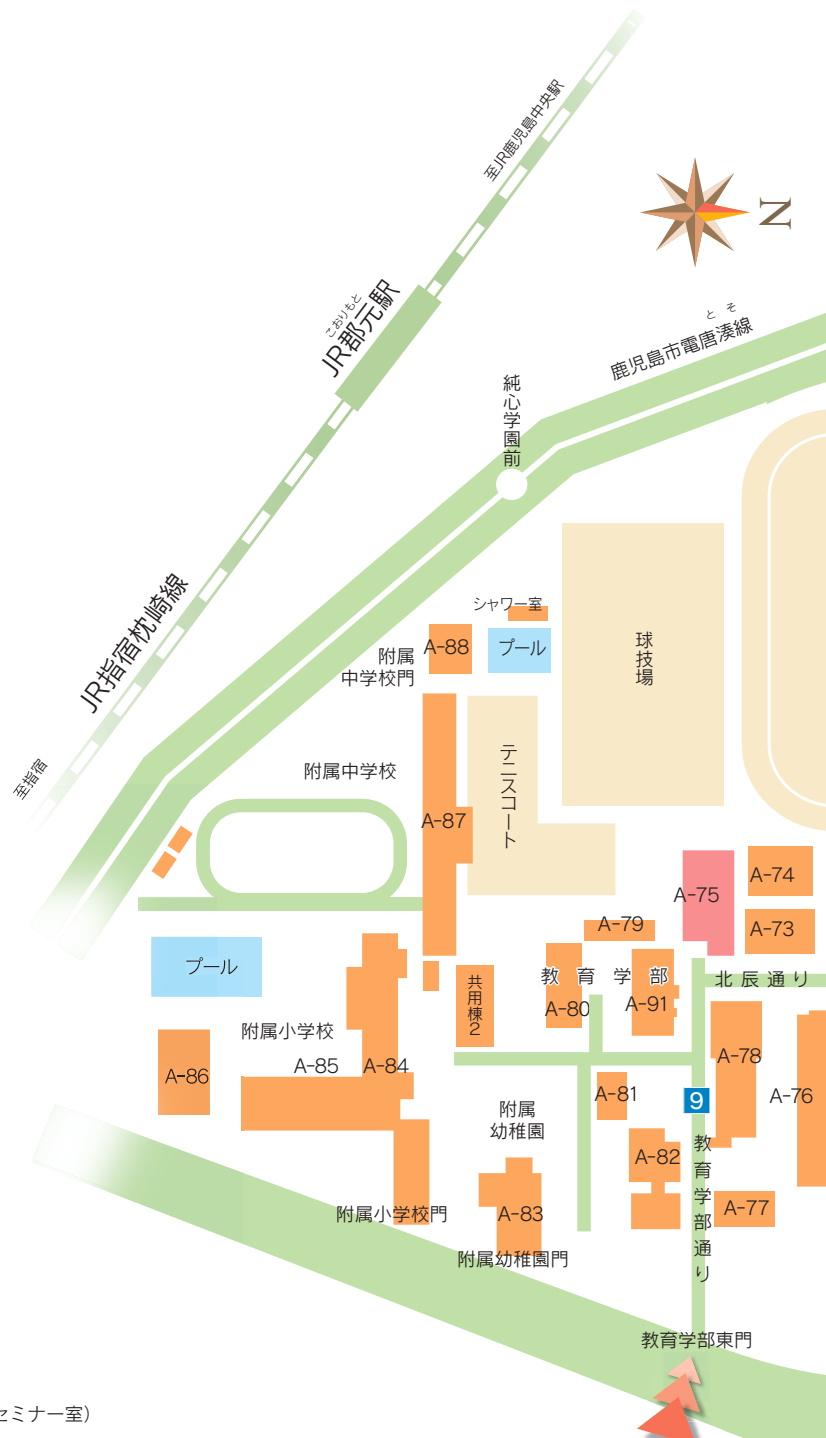 至JR鹿児島中央駅
N
こおりもと
JR郡元駅
とそ
鹿児島市電唐湊線
純心学園前
JR指宿枕崎線
至指宿
シャワー室
A-88
プール
附属
中学校門
球技場
附属中学校
テニスコート
A-87
A-75
A-74
A-73
A-79
プール
教育学部
北辰通り
共用棟2
A-80
A-91
附属小学校
A-85
A-84
A-86
A-78
A-76
A-81
9
附属
幼稚園
A-82
教育学部通り
A-83
A-77
附属小学校門
附属幼稚園門
教育学部東門
セミナー室）